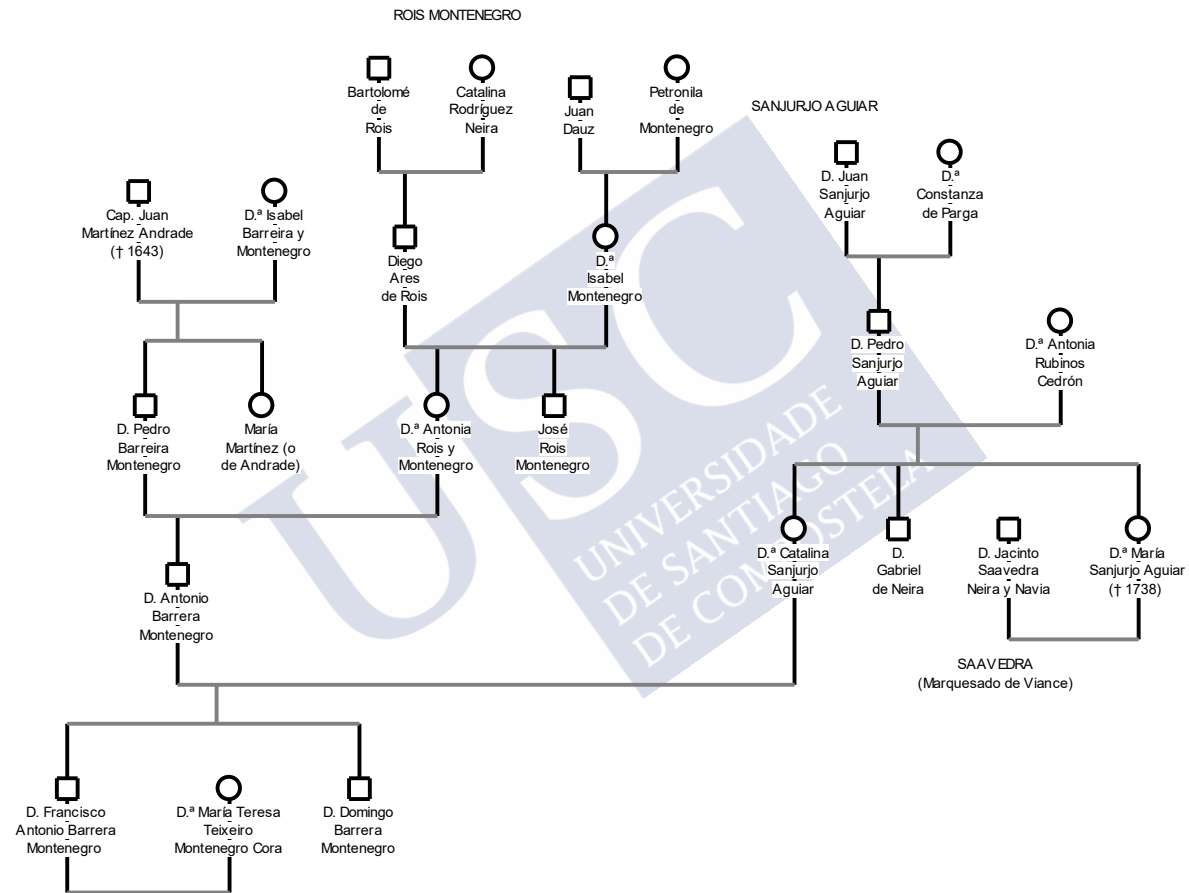 ROIS MONTENEGRO
Bartolomé
de
Rois
Catalina
Rodríguez
Neira
Juan
Dauz
Petronila
de
Montenegro
SANJURJO AGUIAR
D. Juan
Sanjurjo
Aguiar
D.ª
Constanza
de Parga
Cap. Juan
Martínez Andrade
(† 1643)
D.ª Isabel
Barreira y
Montenegro
Diego
Ares
de Rois
D.ª
Isabel
Montenegro
D. Pedro
Sanjurjo
Aguiar
D.ª Antonia
Rubinos
Cedrón
D. Pedro
Barreira
Montenegro
María
Martínez (o
de Andrade)
D.ª Antonia
Rois y
Montenegro
José
Rois
Montenegro
D.ª Catalina
Sanjurjo
Aguiar
D.
Gabriel
de Neira
D. Jacinto
Saavedra
Neira y Navia
D.ª María
Sanjurjo Aguiar
(† 1738)
D. Antonio
Barrera
Montenegro
SAAVEDRA
(Marquesado de Viance)
D. Francisco
Antonio Barrera
Montenegro
D.ª María Teresa
Teixeiro
Montenegro Cora
D. Domingo
Barrera
Montenegro
USC
UNIVERSIDADE
DE SANTIAGO
DE COMPOSTELA